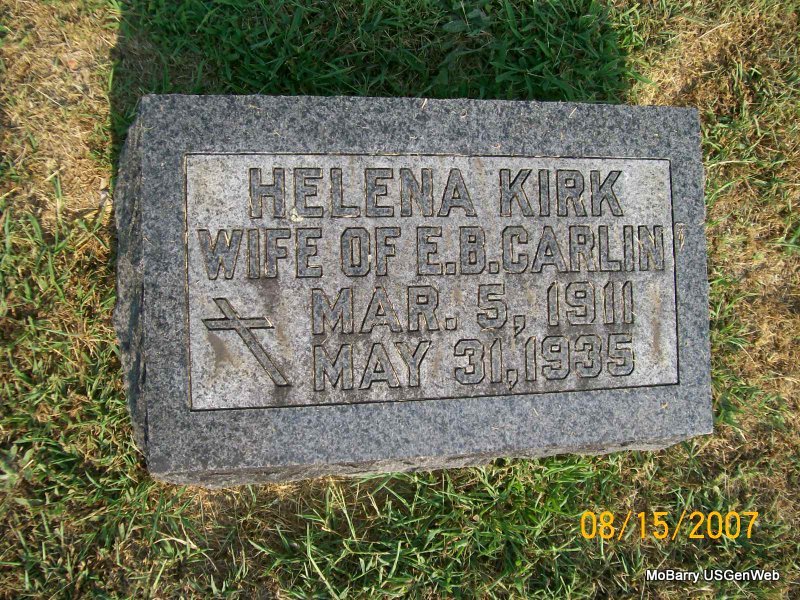 HELENA KIRK
WIFE OF E.B. CARLIN
MAR. 5, 1911
MAY 31, 1935
08/15/2007
MoBarry USGenWeb